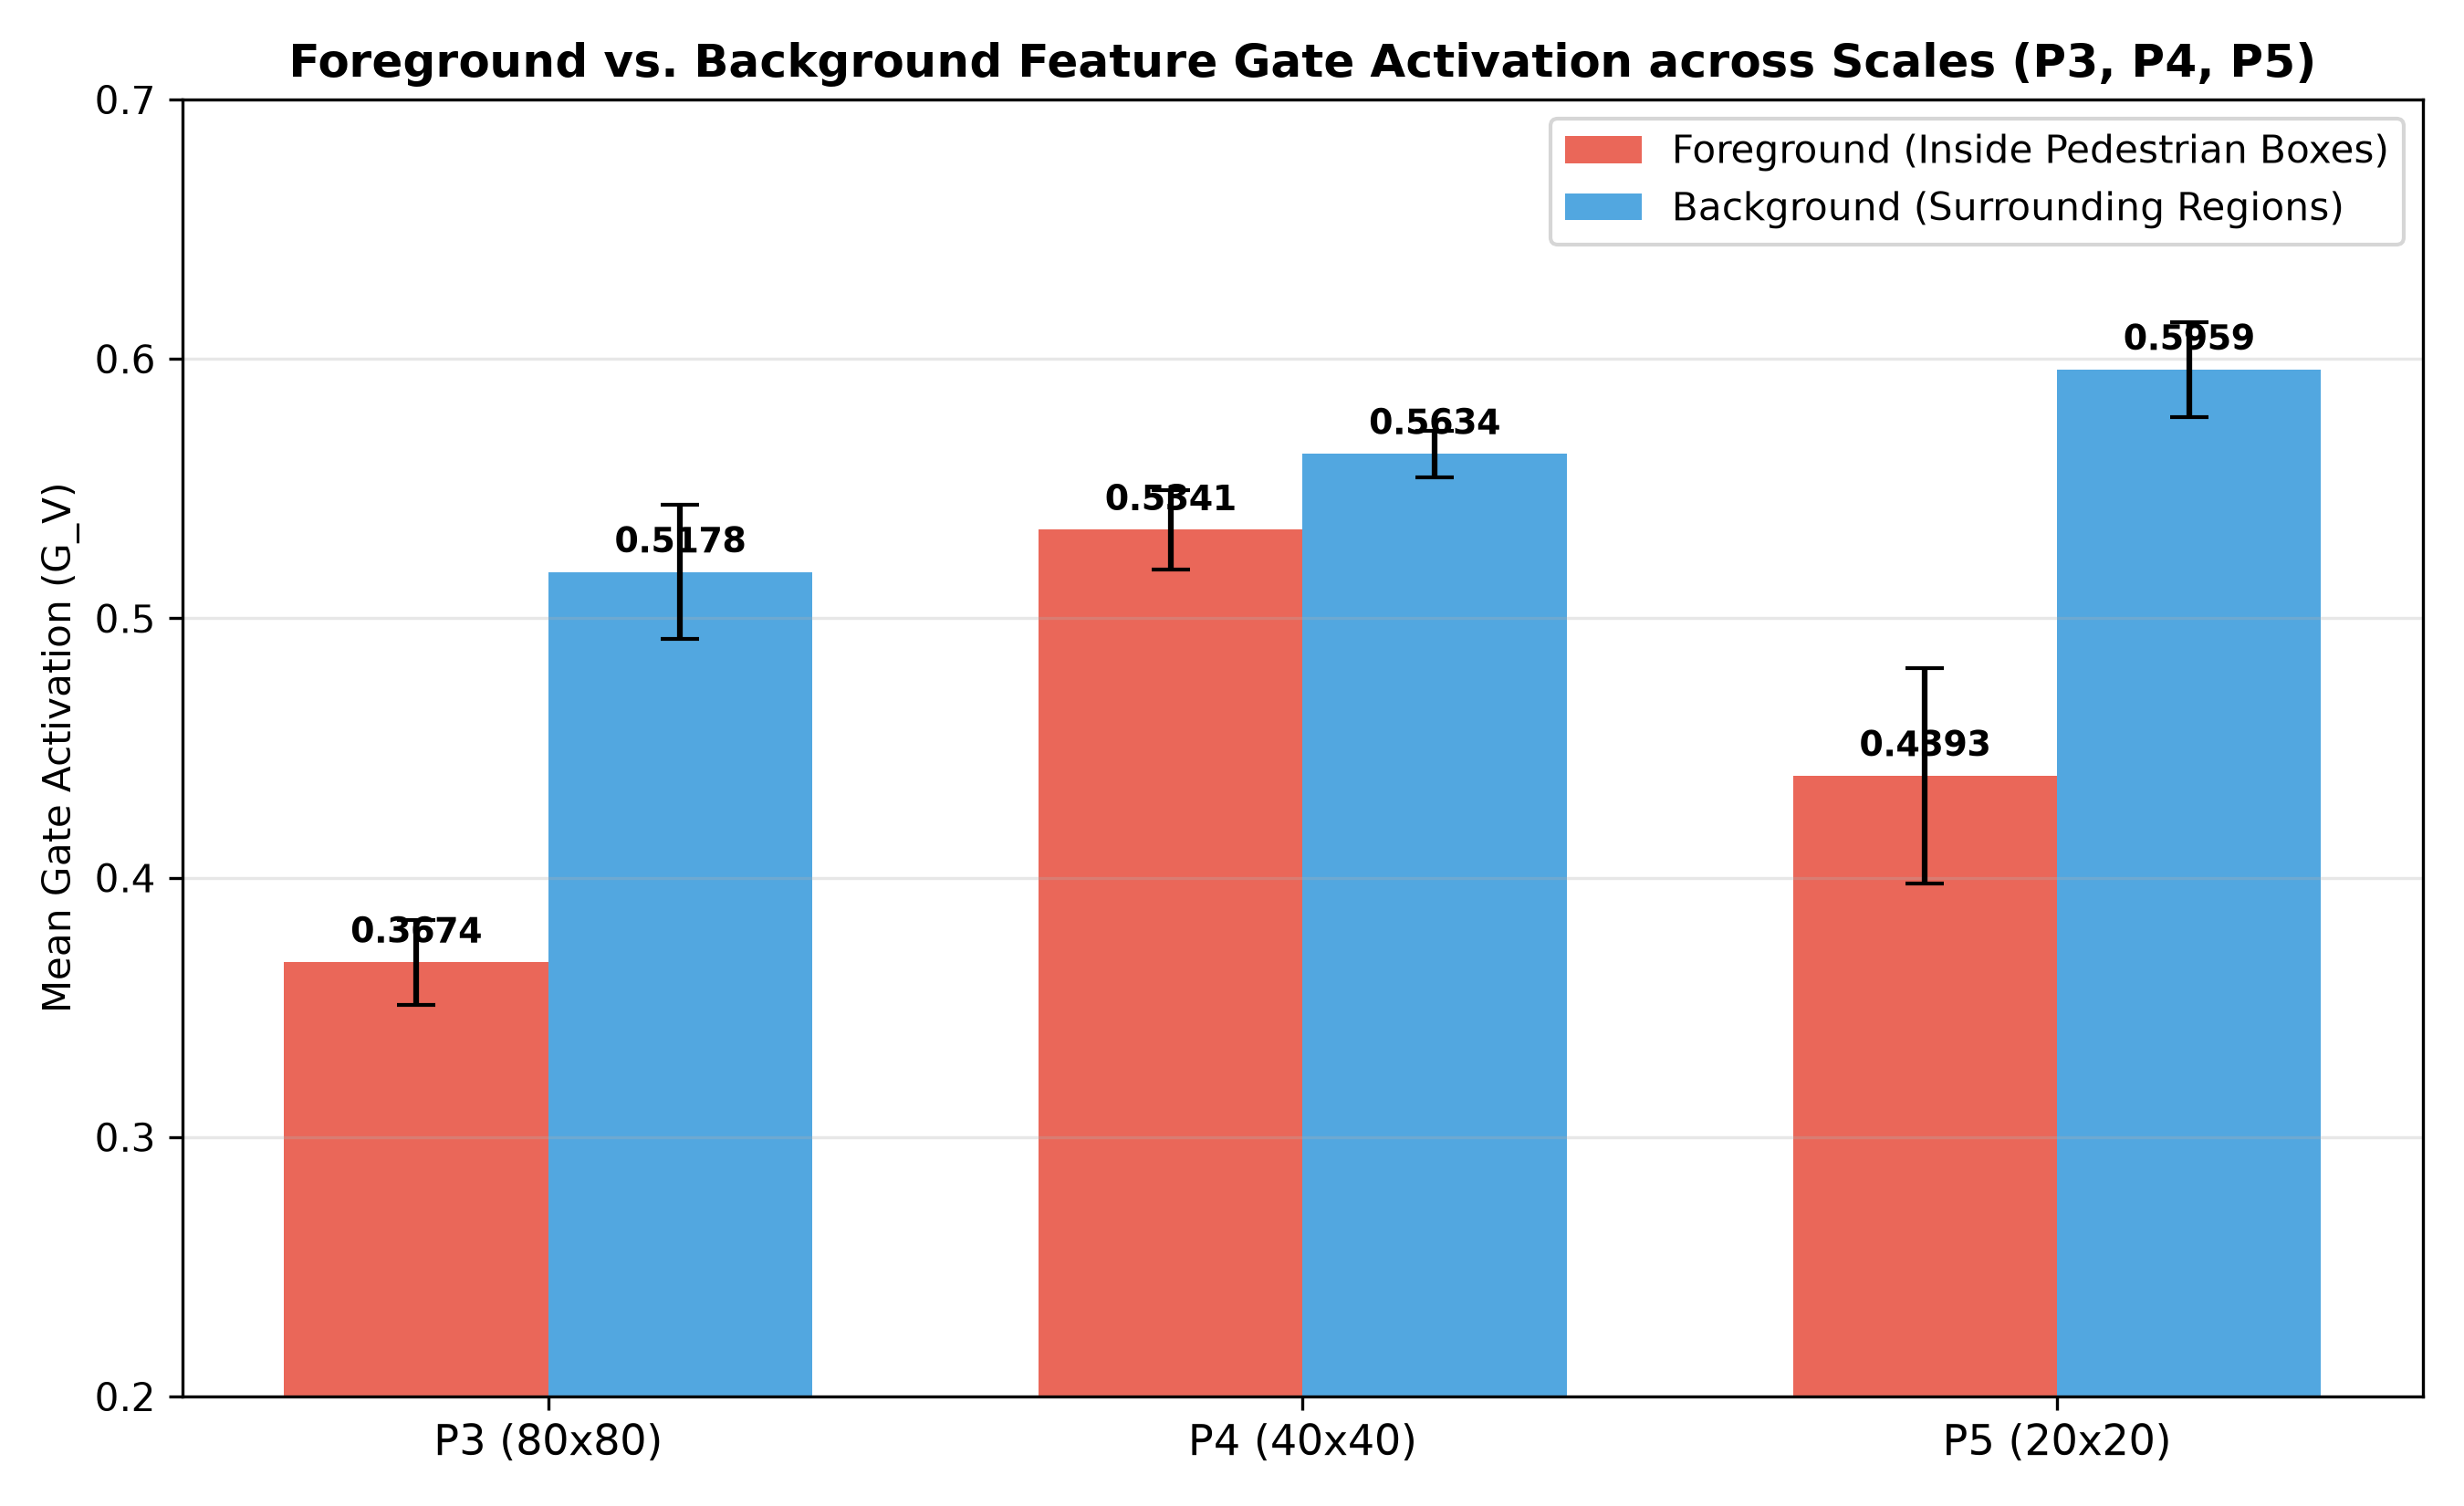 Foreground vs. Background Feature Gate Activation across Scales (P3, P4, P5)
Foreground (Inside Pedestrian Boxes)
Background (Surrounding Regions)
Mean Gate Activation (G_V)
0.7
0.6
0.5
0.4
0.3
0.2
0.3674
0.5178
0.5341
0.5634
0.4393
0.5959
P3 (80x80)
P4 (40x40)
P5 (20x20)